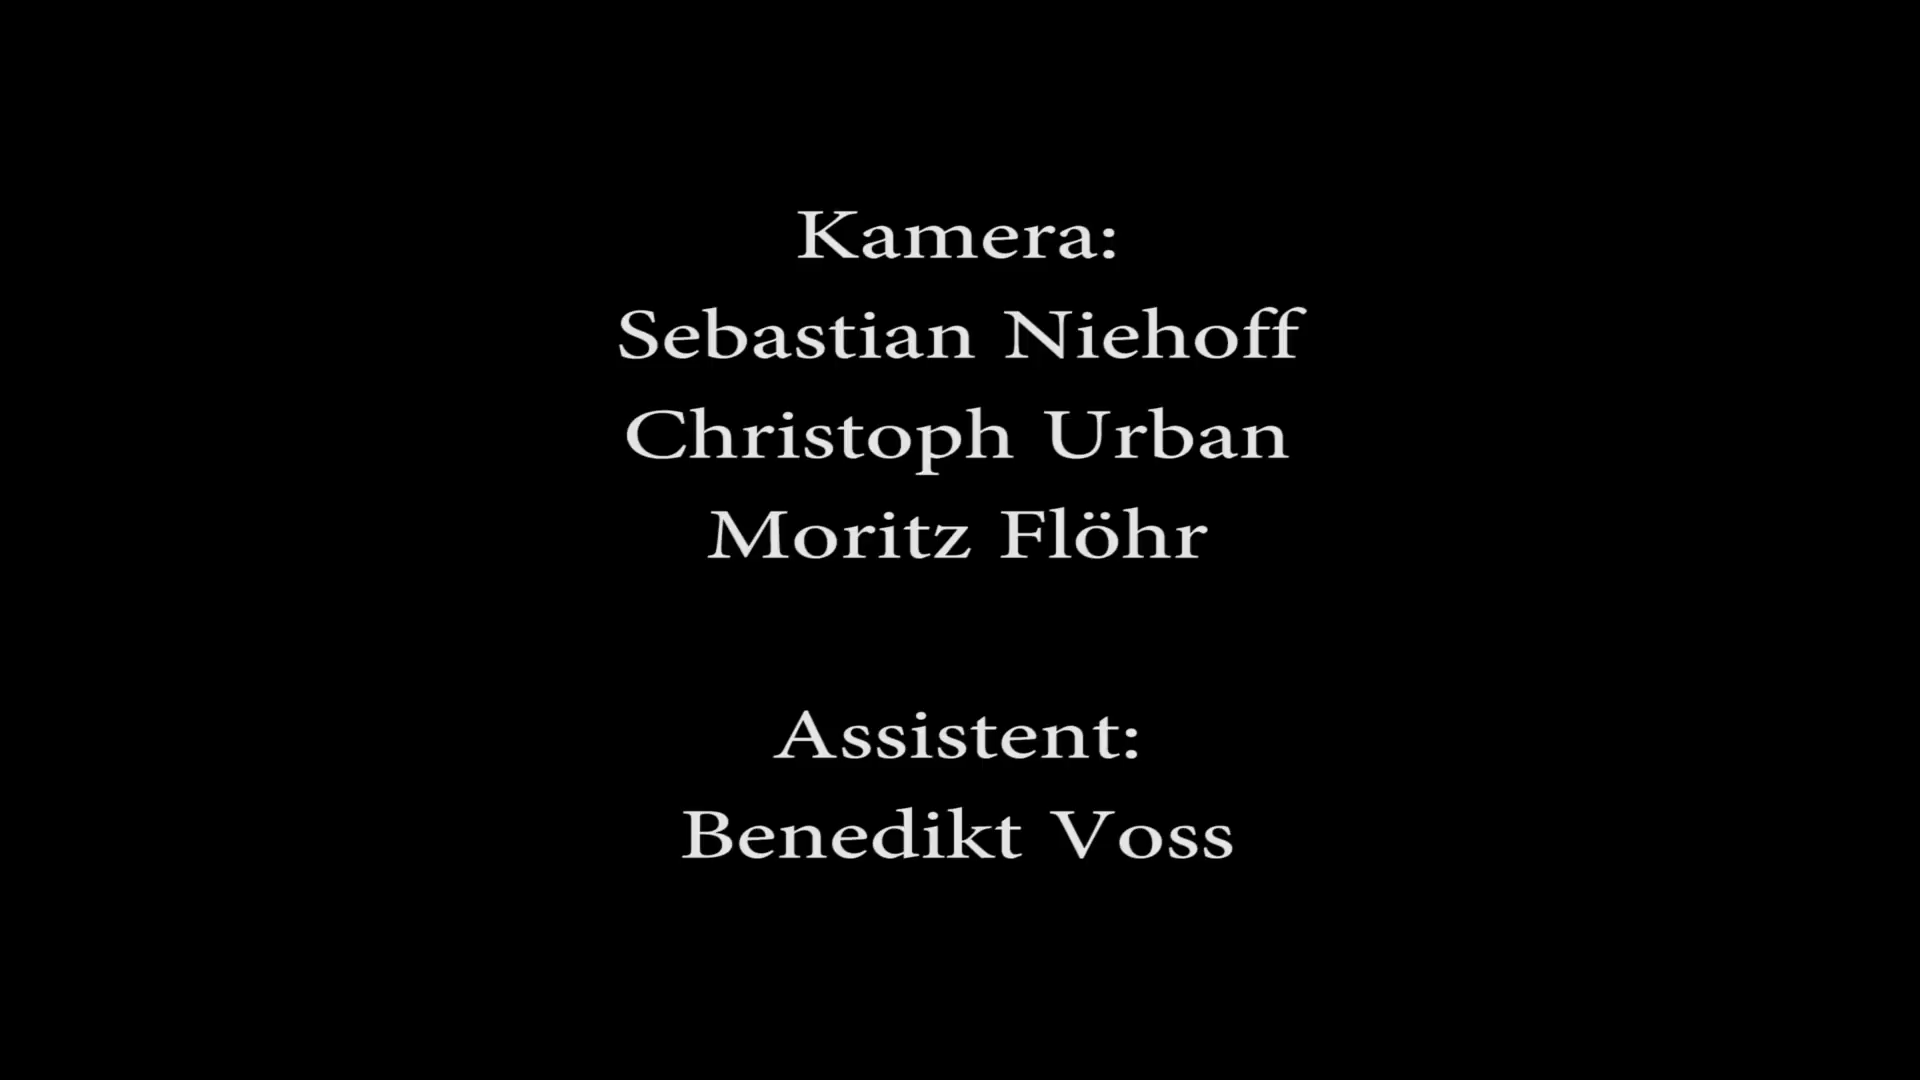 Kamera:
Sebastian Niehoff
Christoph Urban
Moritz Flöhr
Assistent:
Benedikt Voss